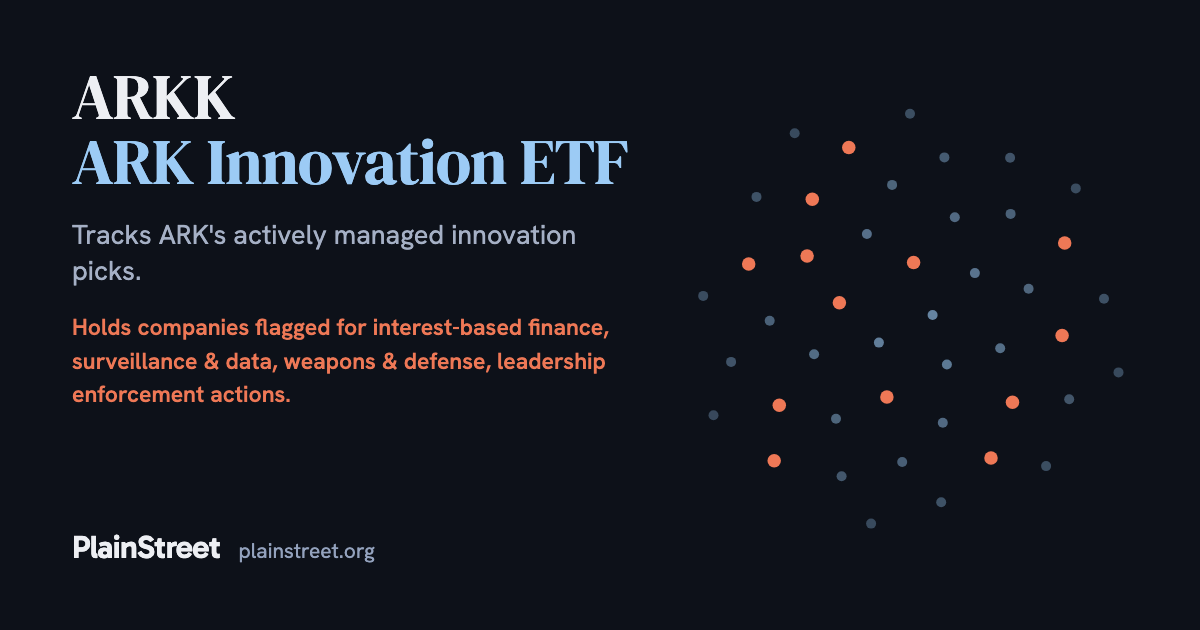 ARKK
ARK Innovation ETF
Tracks ARK's actively managed innovation
picks.
Holds companies flagged for interest-based finance,
surveillance & data, weapons & defense, leadership
enforcement actions.
PlainStreet plainstreet.org